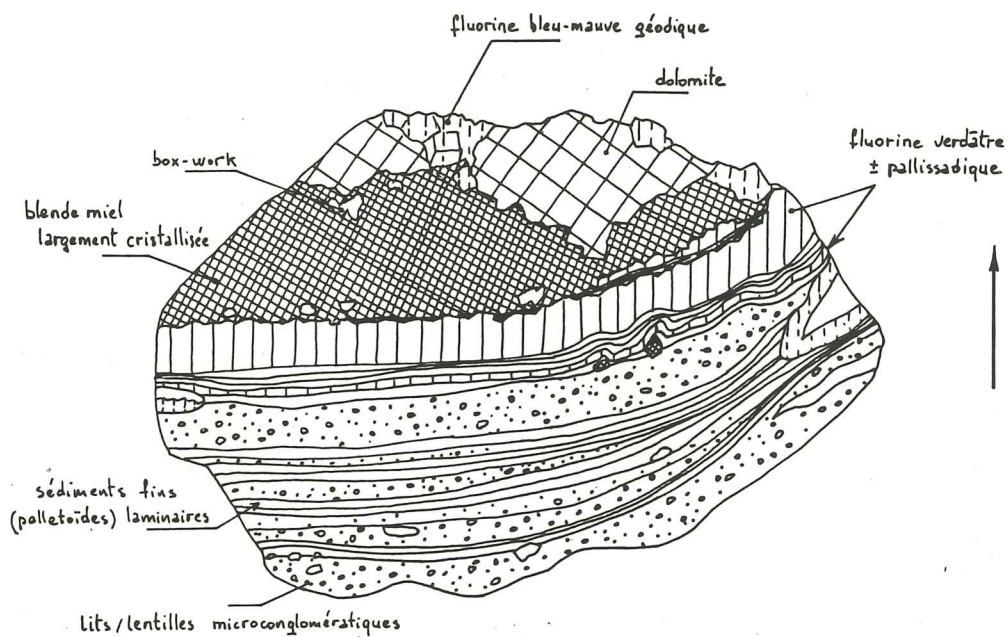 fluorine bleu-mauve géodique
dolomite
fluorine verdâtre
± pallissadique
box-work
blende miel
largement cristallisée
sédiments fins
(pelletoïdes) laminaires
lits/lentilles microconglomératiques